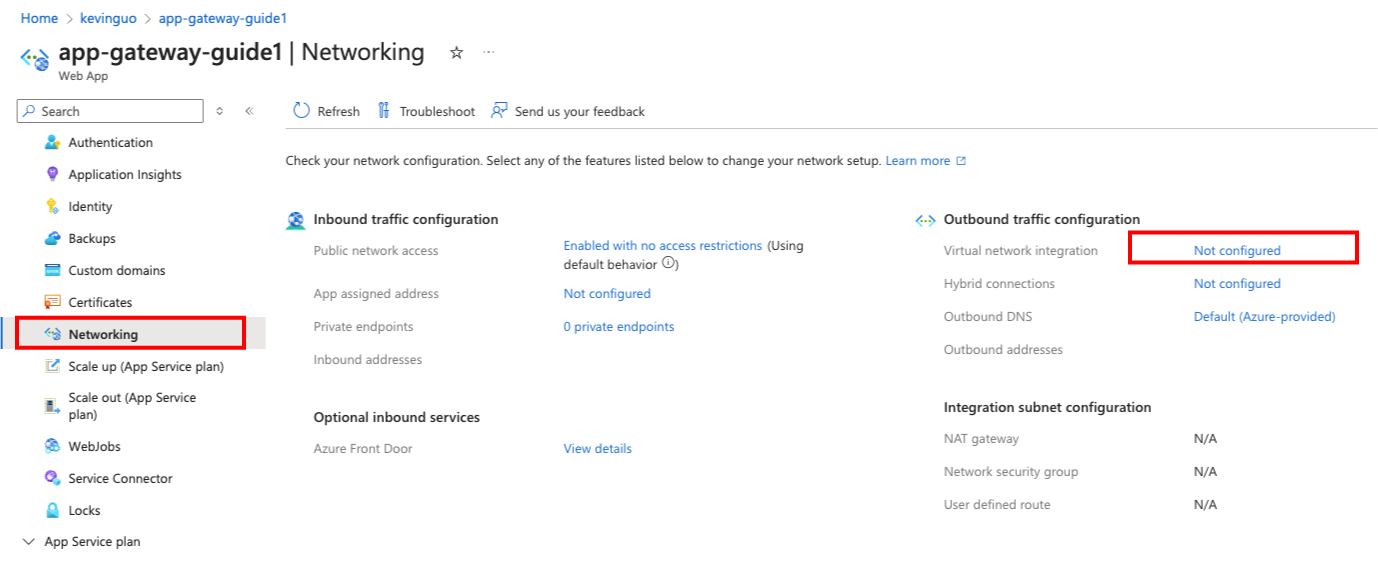 Home > kevinguo > app-gateway-guide1
app-gateway-guide1 | Networking
Web App
Search
Refresh
Troubleshoot
Send us your feedback
Authentication
Application Insights
Identity
Backups
Custom domains
Certificates
Networking
Scale up (App Service plan)
Scale out (App Service
plan)
WebJobs
Service Connector
Locks
App Service plan
Check your network configuration. Select any of the features listed below to change your network setup. Learn more
Inbound traffic configuration
Public network access
Enabled with no access restrictions (Using
default behavior)
App assigned address
Not configured
Private endpoints
0 private endpoints
Inbound addresses
Optional inbound services
Azure Front Door
View details
Outbound traffic configuration
Virtual network integration
Not configured
Hybrid connections
Not configured
Outbound DNS
Default (Azure-provided)
Outbound addresses
Integration subnet configuration
NAT gateway
N/A
Network security group
N/A
User defined route
N/A